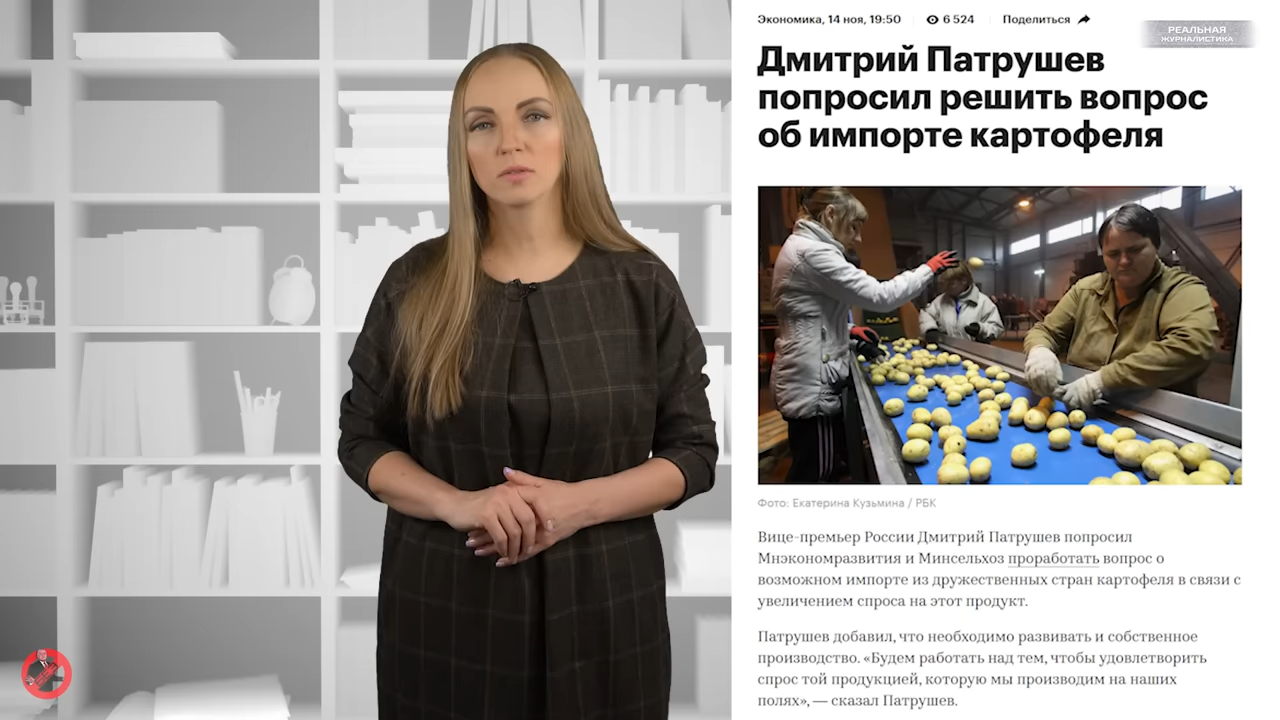 Экономика, 14 ноя, 19:50 6 524 Поделиться
РЕАЛЬНАЯ
ЖУРНАЛИСТИКА
Дмитрий Патрушев
попросил решить вопрос
об импорте картофеля
Фото: Екатерина Кузьмина / РБК
Вице-премьер России Дмитрий Патрушев попросил
Мнэкономразвития и Минсельхоз проработать вопрос о
возможном импорте из дружественных стран картофеля в связи с
увеличением спроса на этот продукт.
Патрушев добавил, что необходимо развивать и собственное
производство. «Будем работать над тем, чтобы удовлетворить
спрос той продукцией, которую мы производим на наших
полях», — сказал Патрушев.